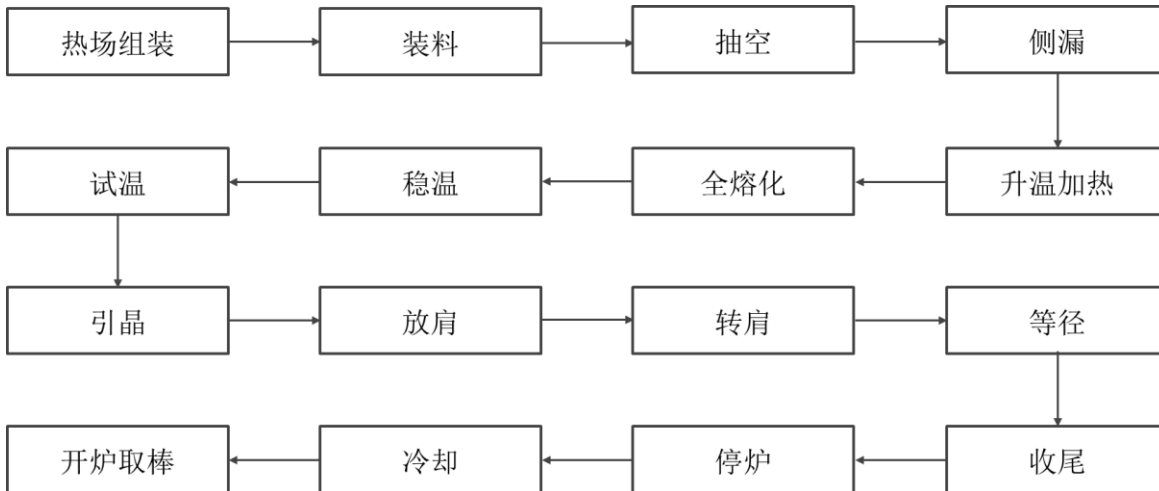 热场组装
装料
抽空
侧漏
升温加热
全熔化
稳温
试温
引晶
放肩
转肩
等径
收尾
停炉
冷却
开炉取棒